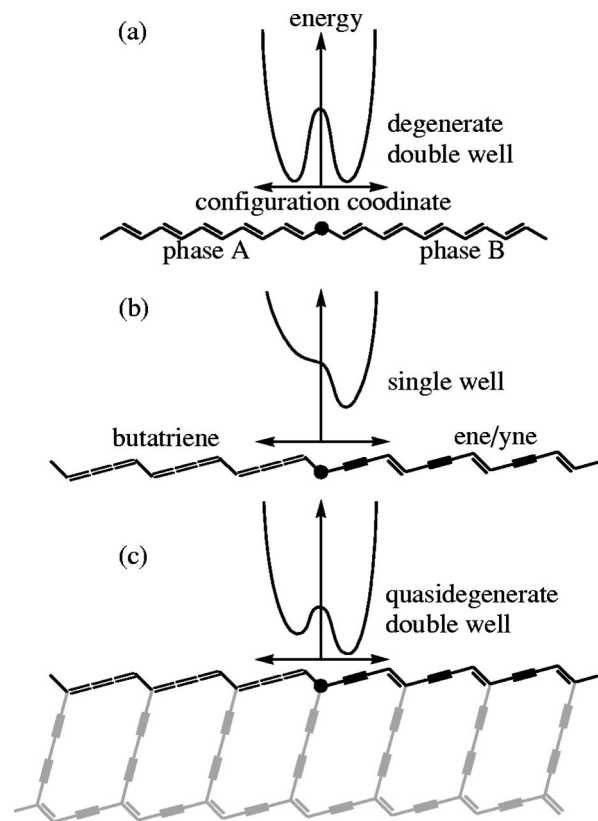 (a)
energy
degenerate
double well
configuration coodinate
phase A
phase B
(b)
single well
butatriene
ene/yne
(c)
quasidegenerate
double well